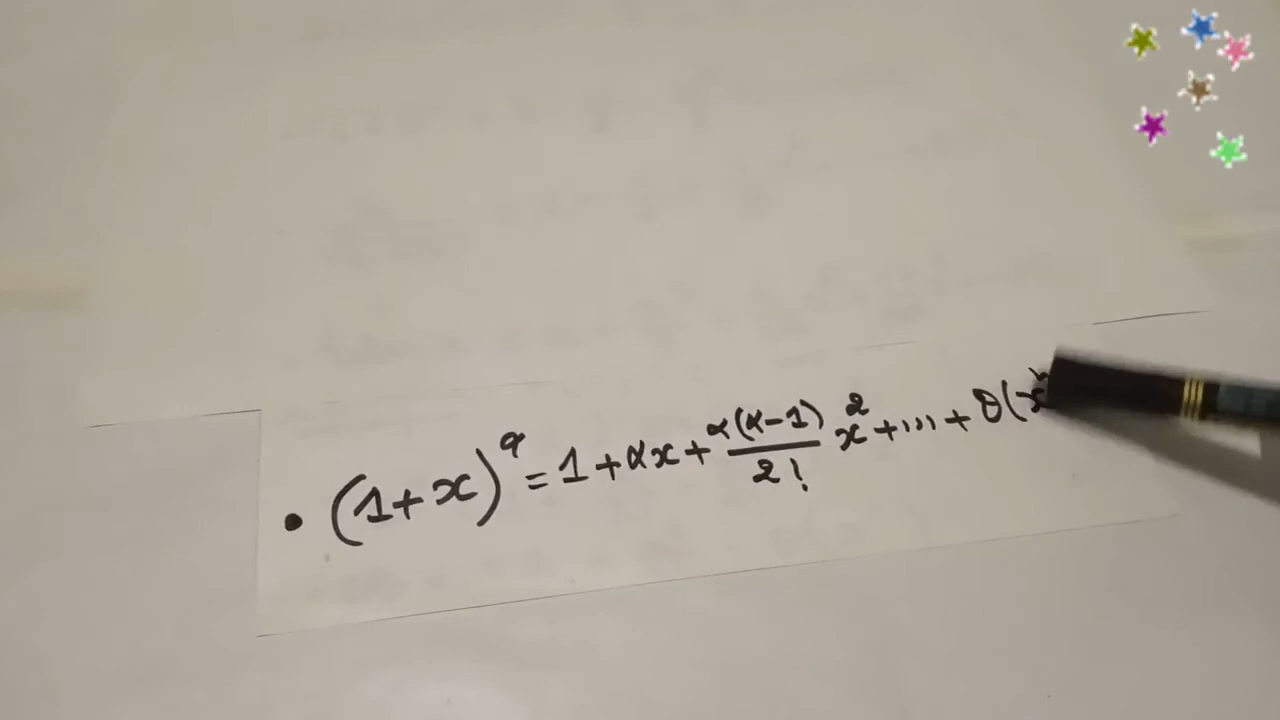 • (1+x)^α = 1 + αx + α(α-1)/2! x² + ... + O(x